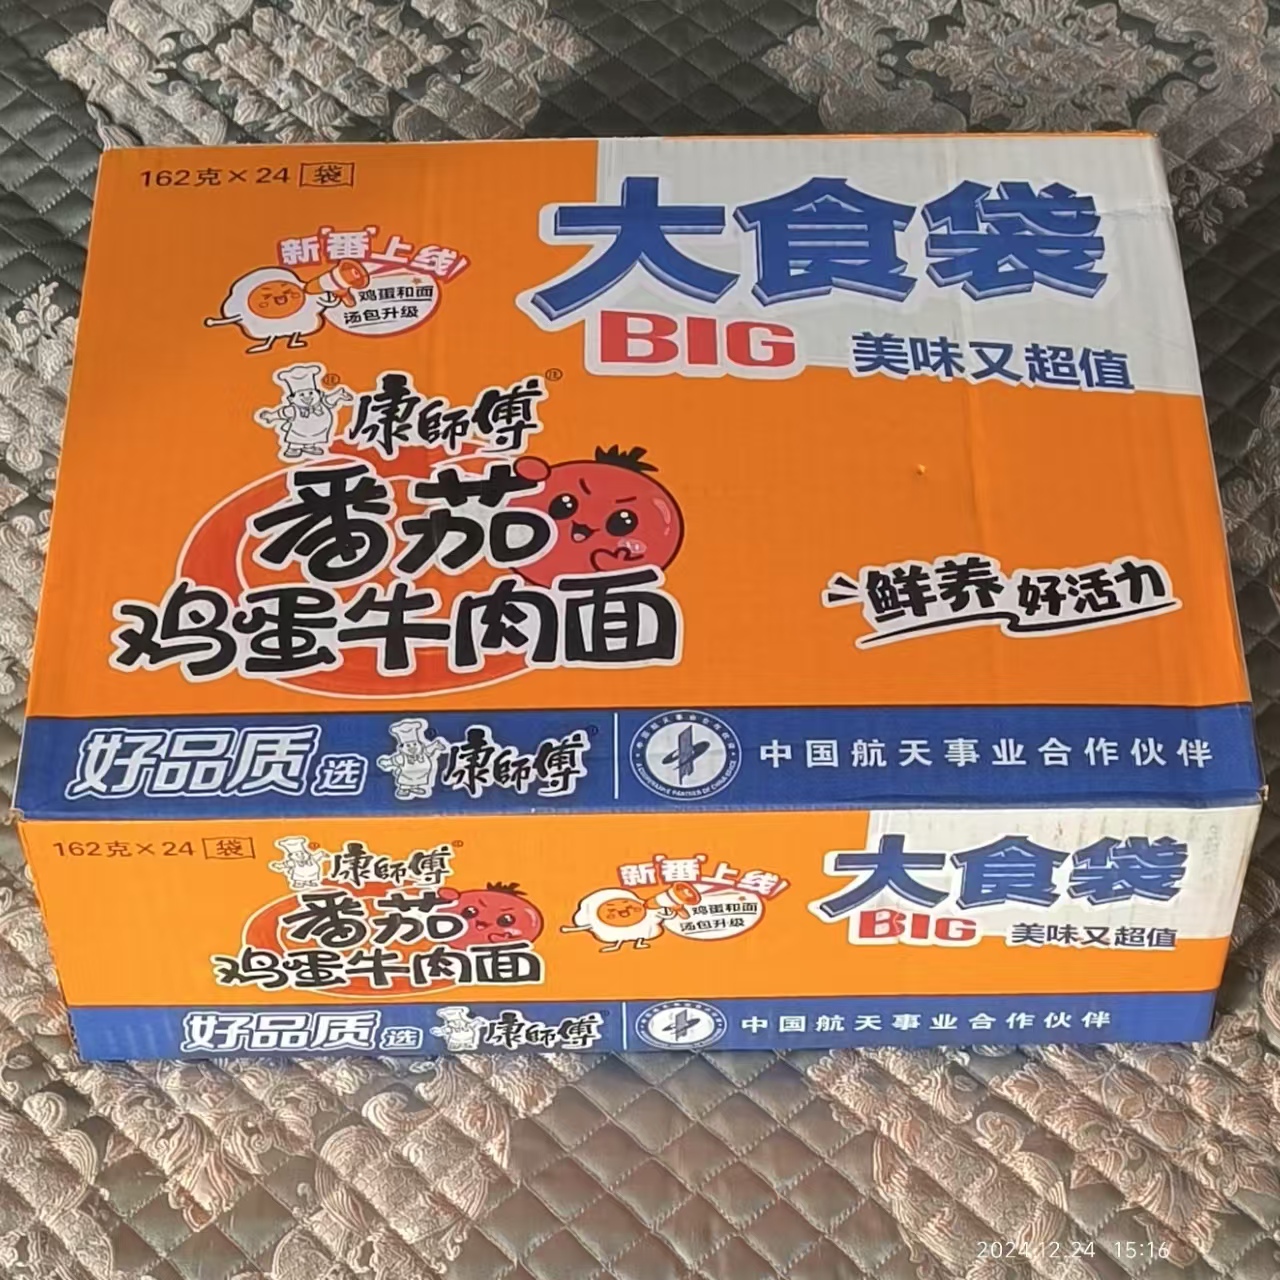 162克×24 袋
大食袋
BIG
美味又超值
新"番"上线!
鸡蛋和面
汤包升级
康師傅
番茄
鸡蛋牛肉面
鲜养 好活力
好品质 选 康師傅
中国航天事业合作伙伴
162克×24 袋
康師傅
番茄
鸡蛋牛肉面
新"番"上线!
鸡蛋和面
汤包升级
大食袋
BIG
美味又超值
好品质 选 康師傅
中国航天事业合作伙伴
2024.12.24 15:16